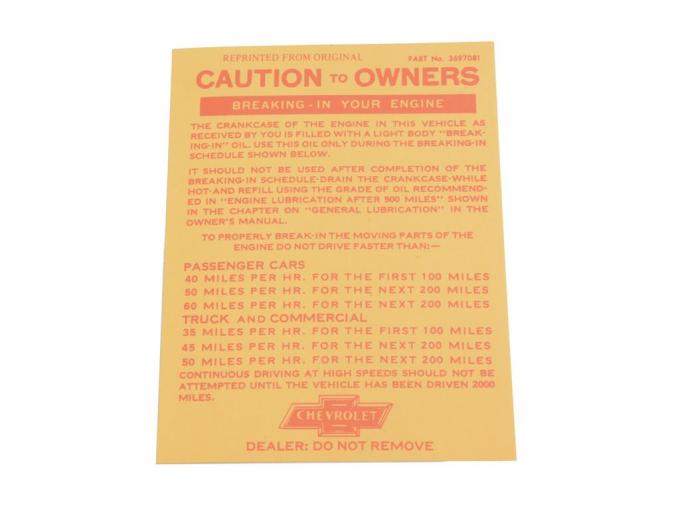 REPRINTED FROM ORIGINAL PART No. 3697081
CAUTION TO OWNERS
BREAKING-IN YOUR ENGINE
THE CRANKCASE OF THE ENGINE IN THIS VEHICLE AS
RECEIVED BY YOU IS FILLED WITH A LIGHT BODY "BREAK-
ING-IN" OIL. USE THIS OIL ONLY DURING THE BREAKING-IN
SCHEDULE SHOWN BELOW.
IT SHOULD NOT BE USED AFTER COMPLETION OF THE
BREAKING-IN SCHEDULE-DRAIN THE CRANKCASE-WHILE
HOT-AND REFILL USING THE GRADE OF OIL RECOMMEND-
ED IN "ENGINE LUBRICATION AFTER 500 MILES" SHOWN
IN THE CHAPTER ON "GENERAL LUBRICATION" IN THE
OWNER'S MANUAL.
TO PROPERLY BREAK-IN THE MOVING PARTS OF THE
ENGINE DO NOT DRIVE FASTER THAN:—
PASSENGER CARS
40 MILES PER HR. FOR THE FIRST 100 MILES
50 MILES PER HR. FOR THE NEXT 200 MILES
60 MILES PER HR. FOR THE NEXT 200 MILES
TRUCK AND COMMERCIAL
35 MILES PER HR. FOR THE FIRST 100 MILES
45 MILES PER HR. FOR THE NEXT 200 MILES
50 MILES PER HR. FOR THE NEXT 200 MILES
CONTINUOUS DRIVING AT HIGH SPEEDS SHOULD NOT BE
ATTEMPTED UNTIL THE VEHICLE HAS BEEN DRIVEN 2000
MILES.
CHEVROLET
DEALER: DO NOT REMOVE